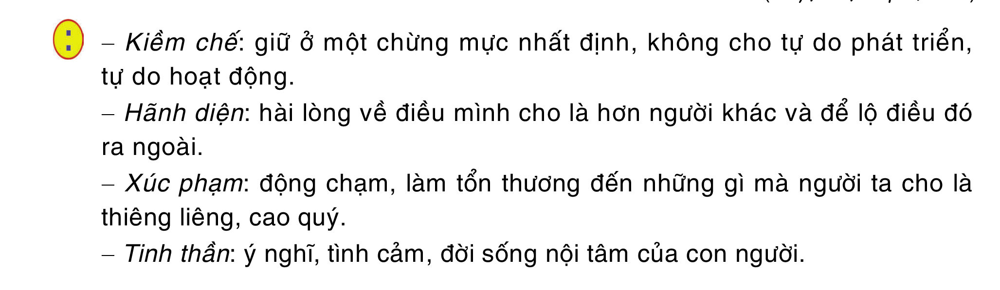 :
– Kiềm chế: giữ ở một chừng mực nhất định, không cho tự do phát triển,
tự do hoạt động.
– Hãnh diện: hài lòng về điều mình cho là hơn người khác và để lộ điều đó
ra ngoài.
– Xúc phạm: động chạm, làm tổn thương đến những gì mà người ta cho là
thiêng liêng, cao quý.
– Tinh thần: ý nghĩ, tình cảm, đời sống nội tâm của con người.